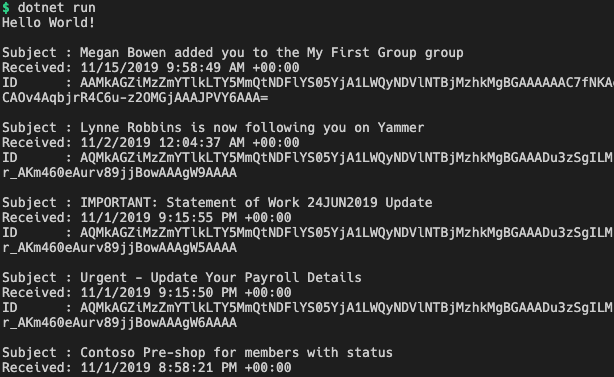 $ dotnet run
Hello World!
Subject : Megan Bowen added you to the My First Group group
Received: 11/15/2019 9:58:49 AM +00:00
ID : AAMkAGZiMzZmYTlkLTY5MmQtNDFlYS05YjA1LWQyNDVlNTBjMzhkMgBGAAAAAAC7fNKA
CAOv4AqbjrR4C6u-z2OMGjAAAJPVY6AAA=
Subject : Lynne Robbins is now following you on Yammer
Received: 11/2/2019 12:04:37 AM +00:00
ID : AQMkAGZiMzZmYTlkLTY5MmQtNDFlYS05YjA1LWQyNDVlNTBjMzhkMgBGAAADu3zSgILM
r_AKm460eAurv89jjBowAAAgW9AAAA
Subject : IMPORTANT: Statement of Work 24JUN2019 Update
Received: 11/1/2019 9:15:55 PM +00:00
ID : AQMkAGZiMzZmYTlkLTY5MmQtNDFlYS05YjA1LWQyNDVlNTBjMzhkMgBGAAADu3zSgILM
r_AKm460eAurv89jjBowAAAgW5AAAA
Subject : Urgent - Update Your Payroll Details
Received: 11/1/2019 9:15:50 PM +00:00
ID : AQMkAGZiMzZmYTlkLTY5MmQtNDFlYS05YjA1LWQyNDVlNTBjMzhkMgBGAAADu3zSgILM
r_AKm460eAurv89jjBowAAAgW6AAAA
Subject : Contoso Pre-shop for members with status
Received: 11/1/2019 8:58:21 PM +00:00